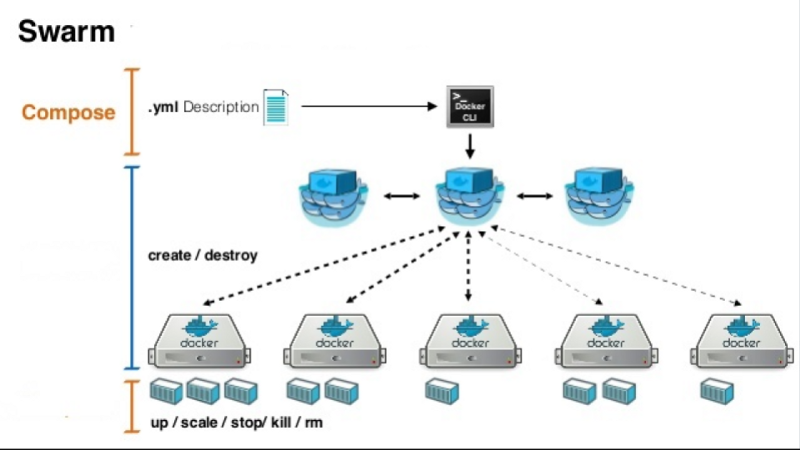 Swarm
Compose
.yml Description
>_
Docker
CLI
create / destroy
docker
docker
docker
docker
docker
up / scale / stop/ kill / rm